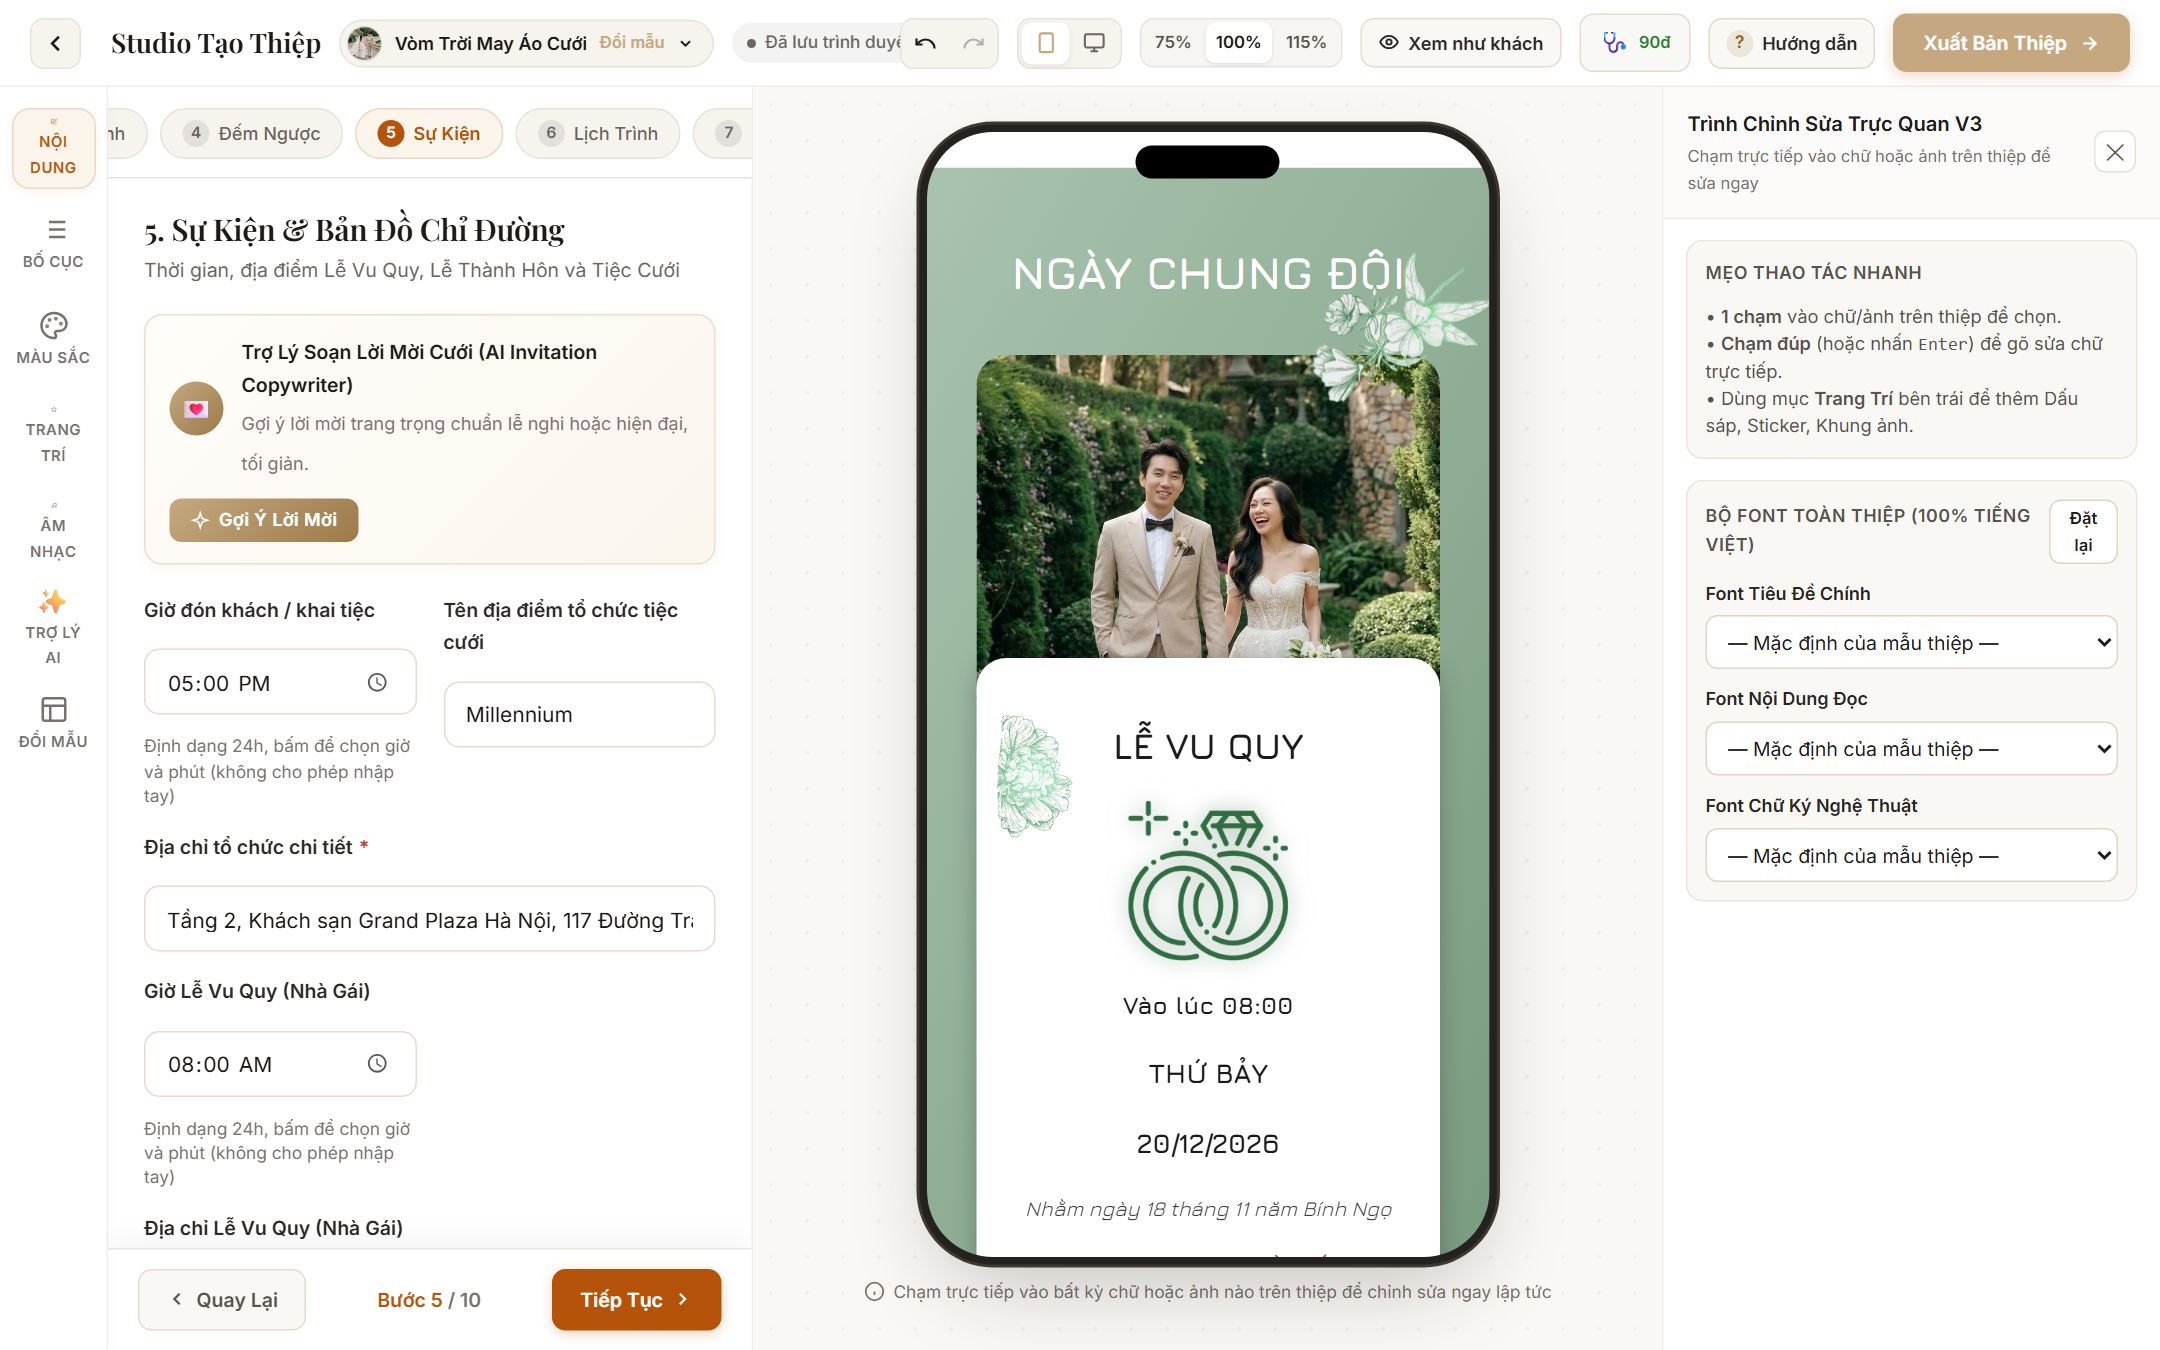 Studio Tạo Thiệp
Vòm Trời May Áo Cưới Đổi mẫu
Đã lưu trình duyệ
75% 100% 115%
Xem như khách
90đ
? Hướng dẫn
Xuất Bản Thiệp →
NỘI
DUNG
BỐ CỤC
MÀU SẮC
TRANG
TRÍ
ÂM
NHẠC
TRỢ LÝ
AI
ĐỔI MẪU
nh
4 Đếm Ngược
5 Sự Kiện
6 Lịch Trình
7
5. Sự Kiện & Bản Đồ Chỉ Đường
Thời gian, địa điểm Lễ Vu Quy, Lễ Thành Hôn và Tiệc Cưới
Trợ Lý Soạn Lời Mời Cưới (AI Invitation
Copywriter)
Gợi ý lời mời trang trọng chuẩn lễ nghi hoặc hiện đại,
tối giản.
Gợi Ý Lời Mời
Giờ đón khách / khai tiệc
05:00 PM
Định dạng 24h, bấm để chọn giờ
và phút (không cho phép nhập
tay)
Tên địa điểm tổ chức tiệc
cưới
Millennium
Địa chỉ tổ chức chi tiết *
Tầng 2, Khách sạn Grand Plaza Hà Nội, 117 Đường Trầ
Giờ Lễ Vu Quy (Nhà Gái)
08:00 AM
Định dạng 24h, bấm để chọn giờ
và phút (không cho phép nhập
tay)
Địa chỉ Lễ Vu Quy (Nhà Gái)
Quay Lại
Bước 5 / 10
Tiếp Tục
NGÀY CHUNG ĐÔI
LỄ VU QUY
Vào lúc 08:00
THỨ BẢY
20/12/2026
Nhằm ngày 18 tháng 11 năm Bính Ngọ
Chạm trực tiếp vào bất kỳ chữ hoặc ảnh nào trên thiệp để chỉnh sửa ngay lập tức
Trình Chỉnh Sửa Trực Quan V3
Chạm trực tiếp vào chữ hoặc ảnh trên thiệp để
sửa ngay
MẸO THAO TÁC NHANH
• 1 chạm vào chữ/ảnh trên thiệp để chọn.
• Chạm đúp (hoặc nhấn Enter) để gõ sửa chữ
trực tiếp.
• Dùng mục Trang Trí bên trái để thêm Dấu
sáp, Sticker, Khung ảnh.
BỘ FONT TOÀN THIỆP (100% TIẾNG
VIỆT)
Đặt
lại
Font Tiêu Đề Chính
— Mặc định của mẫu thiệp —
Font Nội Dung Đọc
— Mặc định của mẫu thiệp —
Font Chữ Ký Nghệ Thuật
— Mặc định của mẫu thiệp —